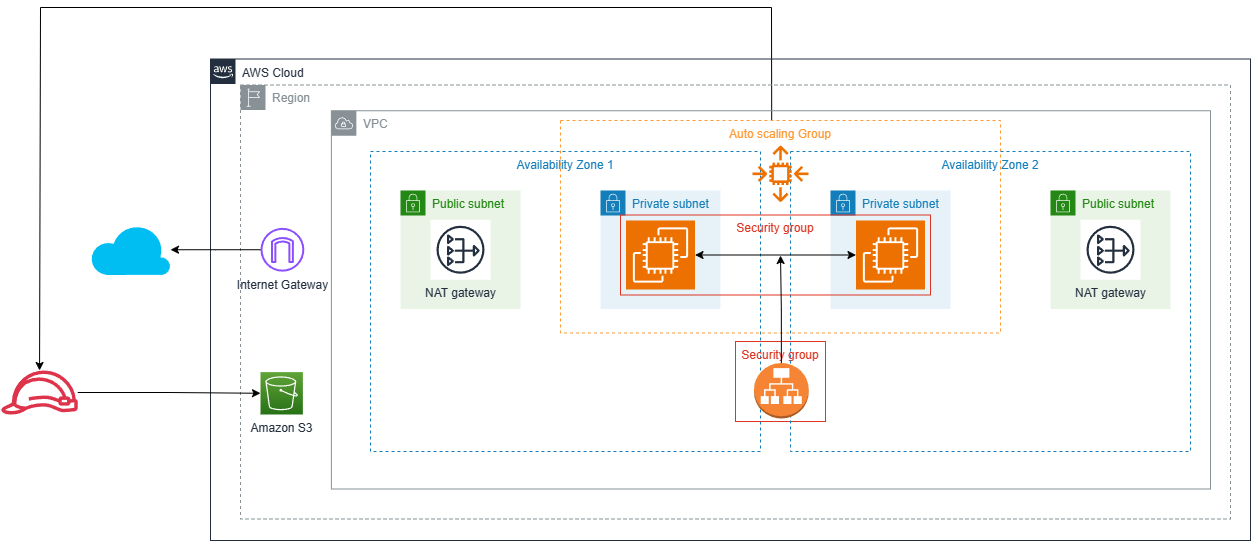 aws
AWS Cloud
Region
VPC
Auto scaling Group
Availability Zone 1
Availability Zone 2
Public subnet
Private subnet
Private subnet
Public subnet
Security group
NAT gateway
NAT gateway
Internet Gateway
Security group
Amazon S3